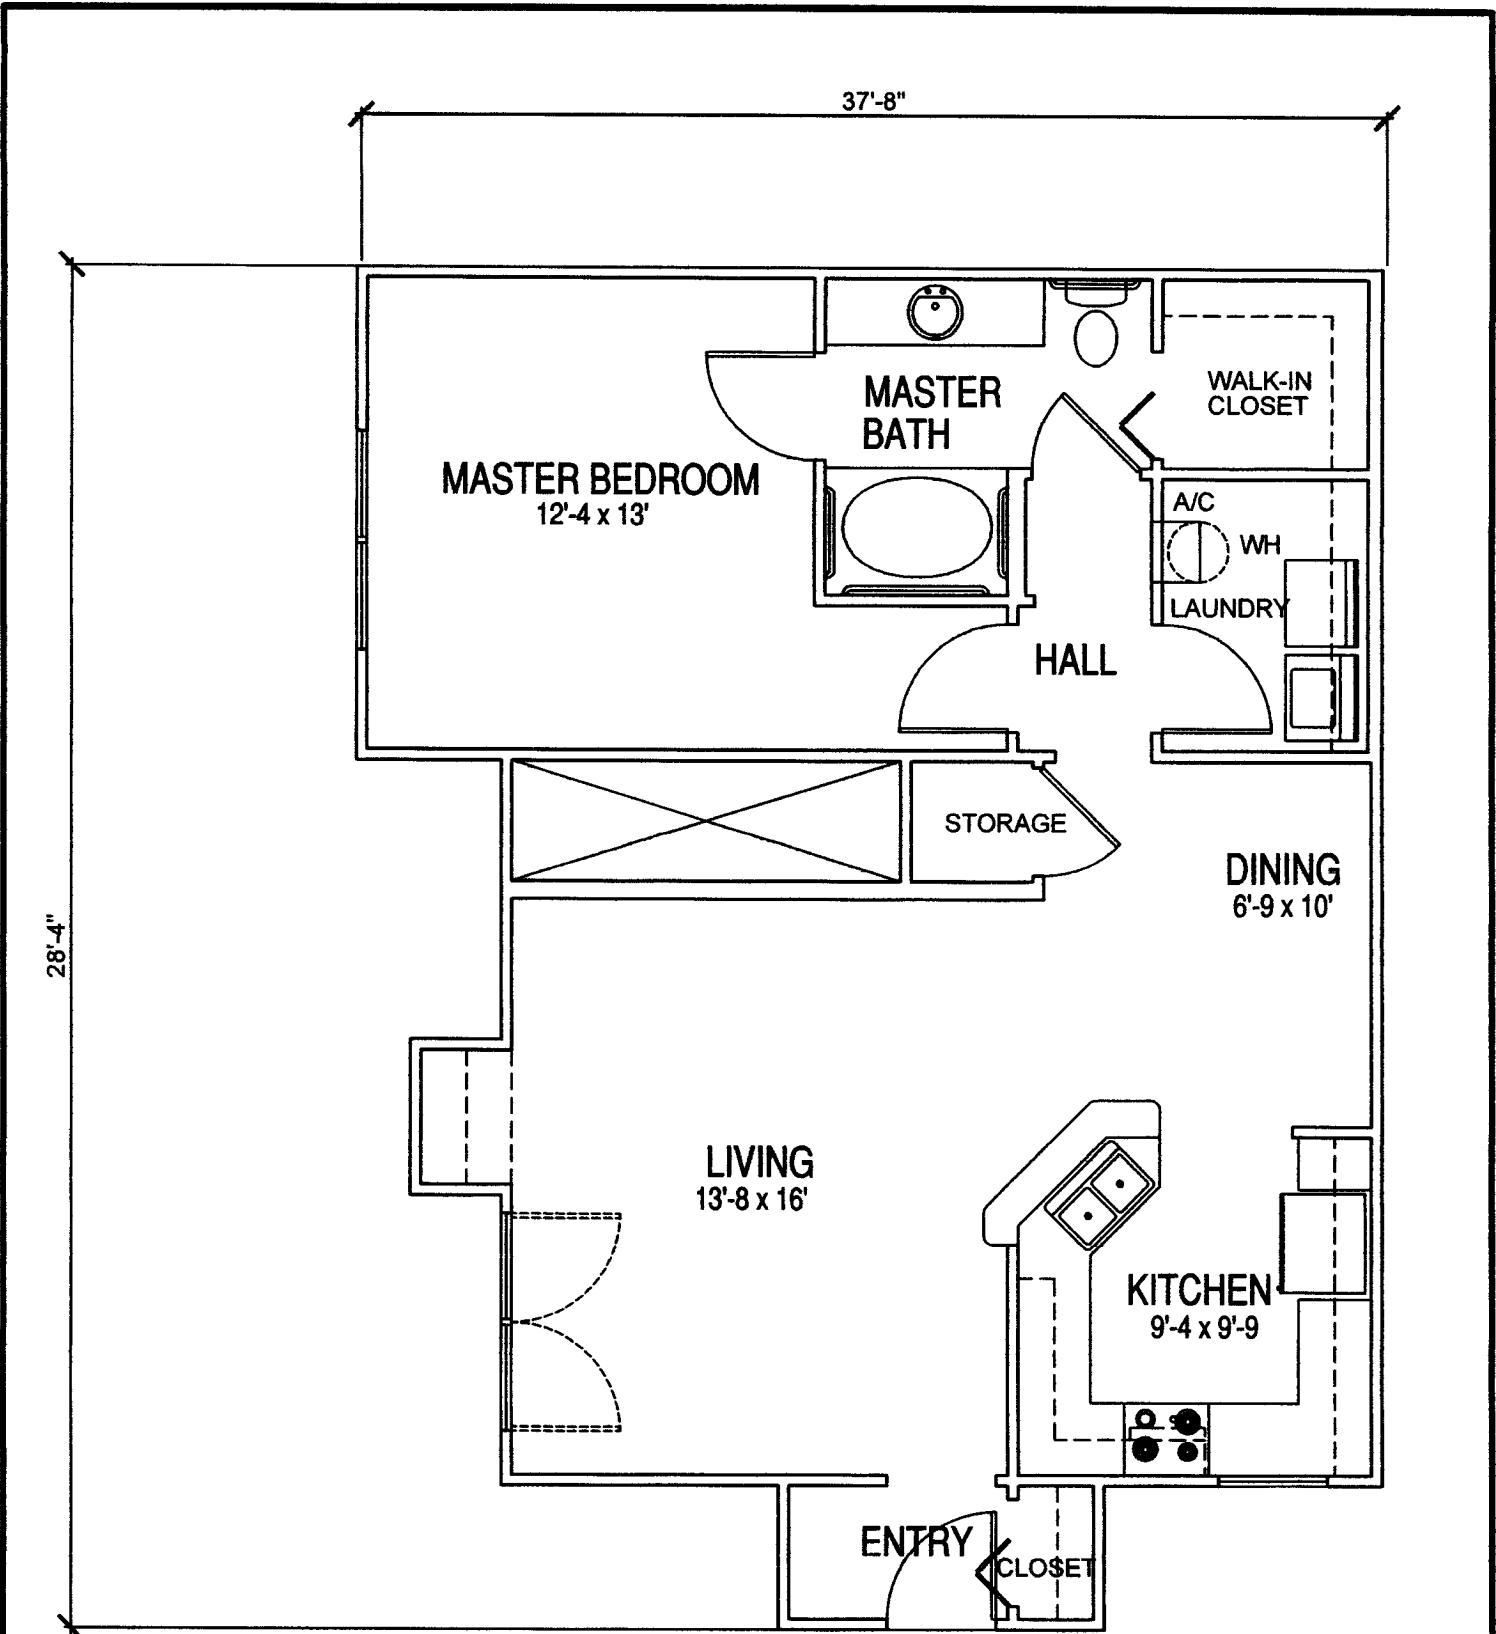 37'-8"
WALK-IN
CLOSET
MASTER
BATH
MASTER BEDROOM
12'-4 x 13'
A/C
WH
LAUNDRY
HALL
STORAGE
DINING
6'-9 x 10'
28'-4"
LIVING
13'-8 x 16'
KITCHEN
9'-4 x 9'-9
ENTRY
CLOSET